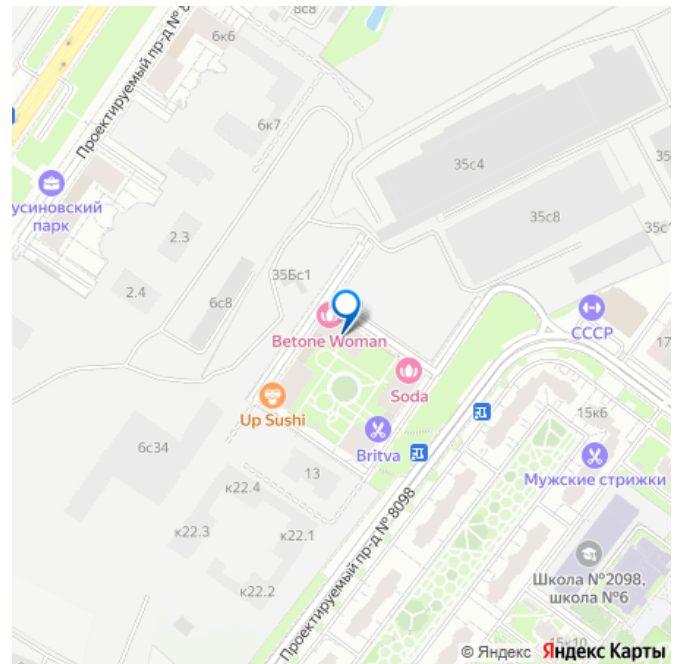 8с8
6к6
Проектируемый пр-д № 8
6к7
35с4
35
усиновский
парк
35с8
35с1
2.3
35Бс1
2.4
6с8
Betone Woman
СССР
17
Soda
Up Sushi
15к6
Britva
6с34
13
Мужские стрижки
к22.4
Проектируемый пр-д № 8098
к22.3
к22.1
Школа №2098,
школа №6
к22.2
15к10
© Яндекс Яндекс Карты